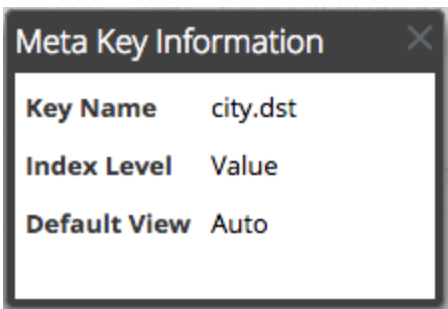 Meta Key Information
Key Name city.dst
Index Level Value
Default View Auto